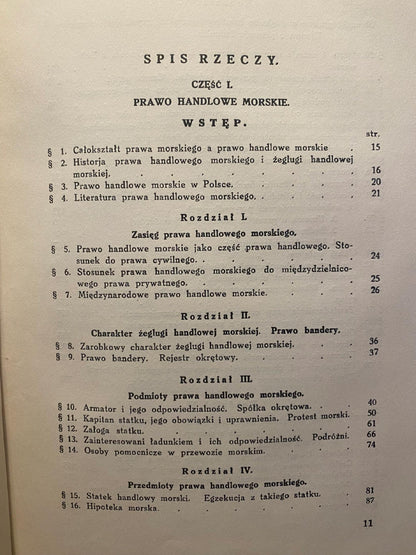 SPIS RZECZY.
CZĘŚĆ I.
PRAWO HANDLOWE MORSKIE.
WSTĘP.
str.
§ 1. Całokształt prawa morskiego a prawo handlowe morskie . 15
§ 2. Historja prawa handlowego morskiego i żeglugi handlowej
morskiej. . . . . . . 16
§ 3. Prawo handlowe morskie w Polsce. . . . . 20
§ 4. Literatura prawa handlowego morskiego. . . . 21
Rozdział I.
Zasięg prawa handlowego morskiego.
§ 5. Prawo handlowe morskie jako część prawa handlowego. Sto-
sunek do prawa cywilnego. . . . . . 24
§ 6. Stosunek prawa handlowego morskiego do międzydzielnico-
wego prawa prywatnego. . . . . . 25
§ 7. Międzynarodowe prawo handlowe morskie. . . . 26
Rozdział II.
Charakter żeglugi handlowej morskiej. Prawo bandery.
§ 8. Zarobkowy charakter żeglugi handlowej morskiej. . . 36
§ 9. Prawo bandery. Rejestr okrętowy. . . . . 37
Rozdział III.
Podmioty prawa handlowego morskiego.
§ 10. Armator i jego odpowiedzialność. Spółka okrętowa. . . 40
§ 11. Kapitan statku, jego obowiązki i uprawnienia. Protest morski. 50
§ 12. Załoga statku. . . . . . . 61
§ 13. Zainteresowani ładunkiem i ich odpowiedzialność. Podróżni. 66
§ 14. Osoby pomocnicze w przewozie morskim. . . . 74
Rozdział IV.
Przedmioty prawa handlowego morskiego.
§ 15. Statek handlowy morski. Egzekucja z takiego statku. . 81
§ 16. Hipoteka morska. . . . . . . 87
11